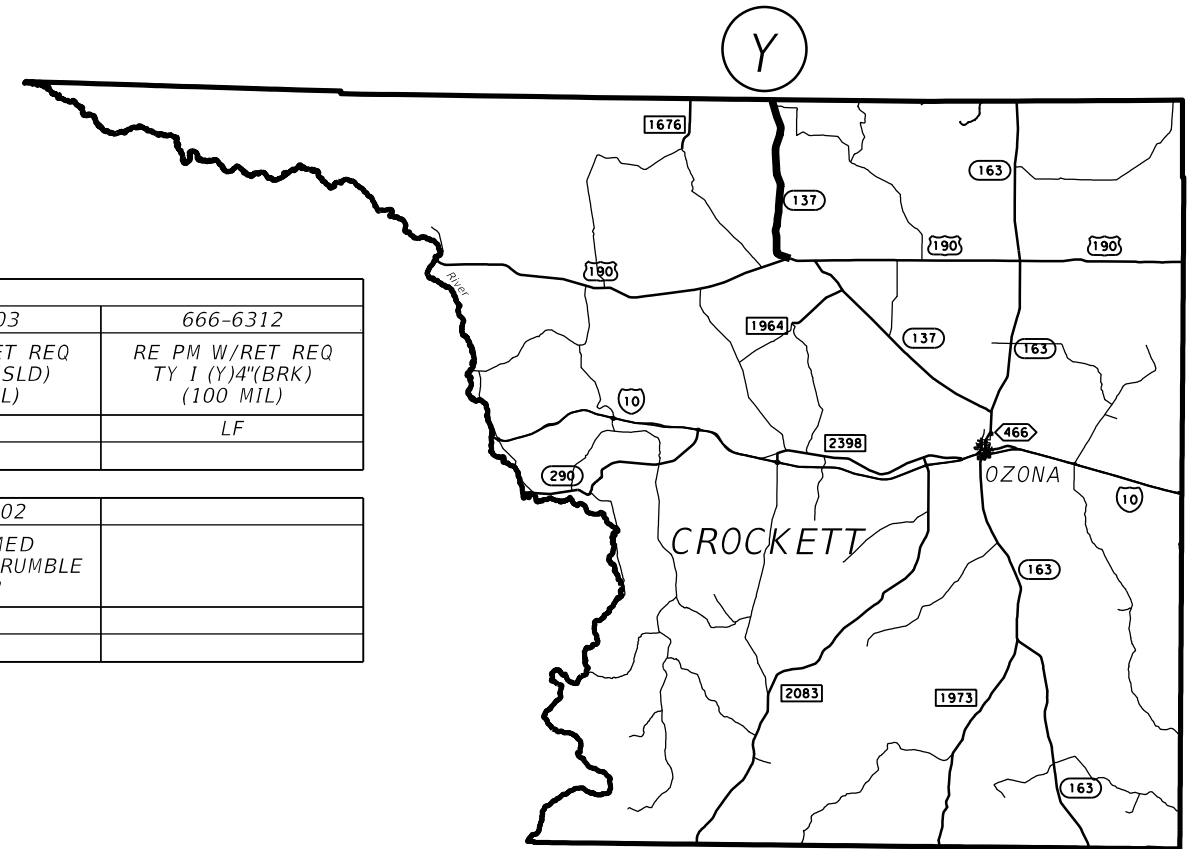 Y
1676
137
163
190
190
190
River
03
666-6312
ET REQ
RE PM W/RET REQ
SLD)
TY I (Y)4"(BRK)
L)
(100 MIL)
LF
1964
137
163
10
466
2398
290
OZONA
10
02
MED
RUMBLE
CROCKETT
163
2083
1973
163